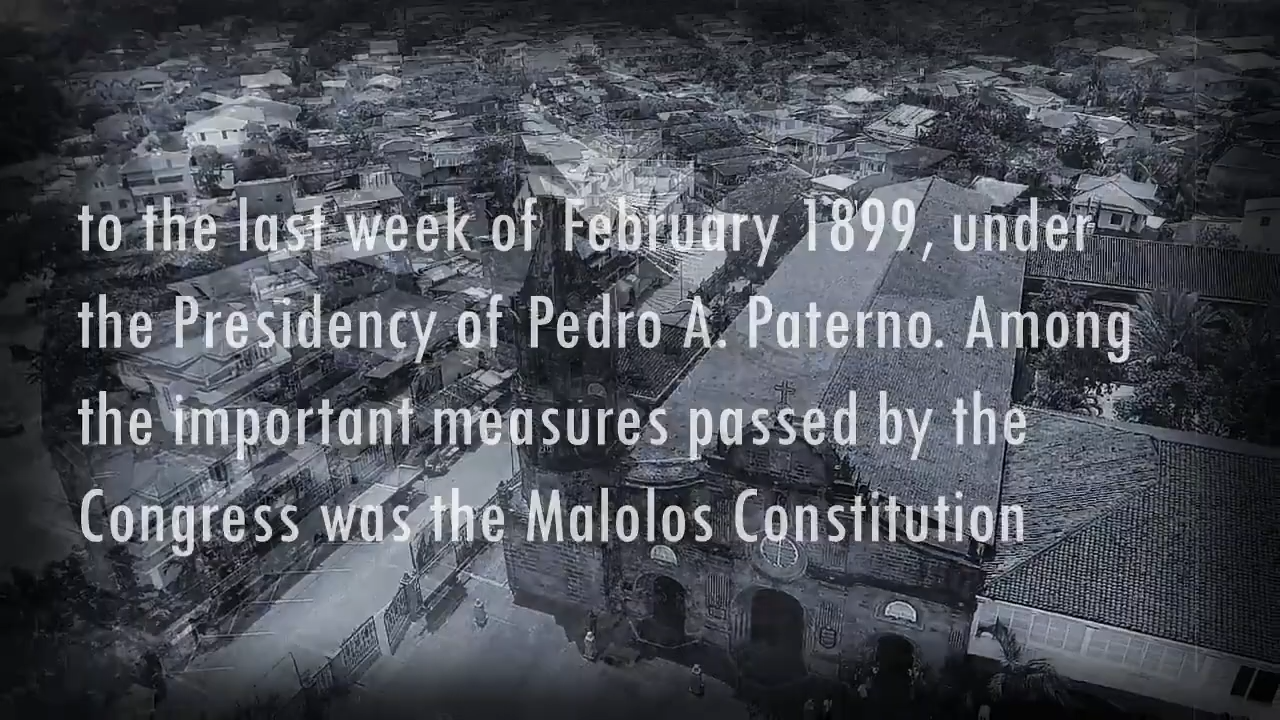 to the last week of February 1899, under
the Presidency of Pedro A. Paterno. Among
the important measures passed by the
Congress was the Malolos Constitution